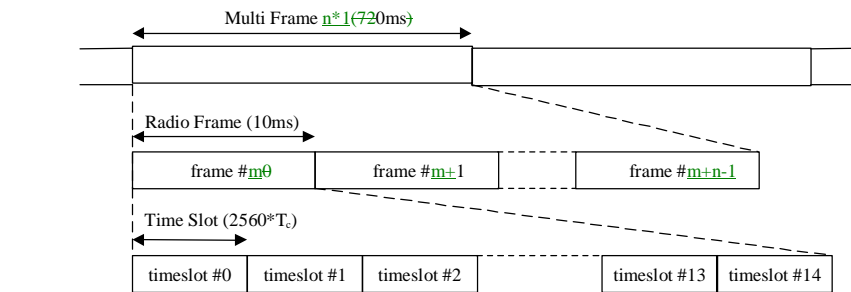 Multi Frame n*1(720ms)
Radio Frame (10ms)
frame #m0 frame #m+1 frame #m+n-1
Time Slot (2560*Tc)
timeslot #0 timeslot #1 timeslot #2 timeslot #13 timeslot #14